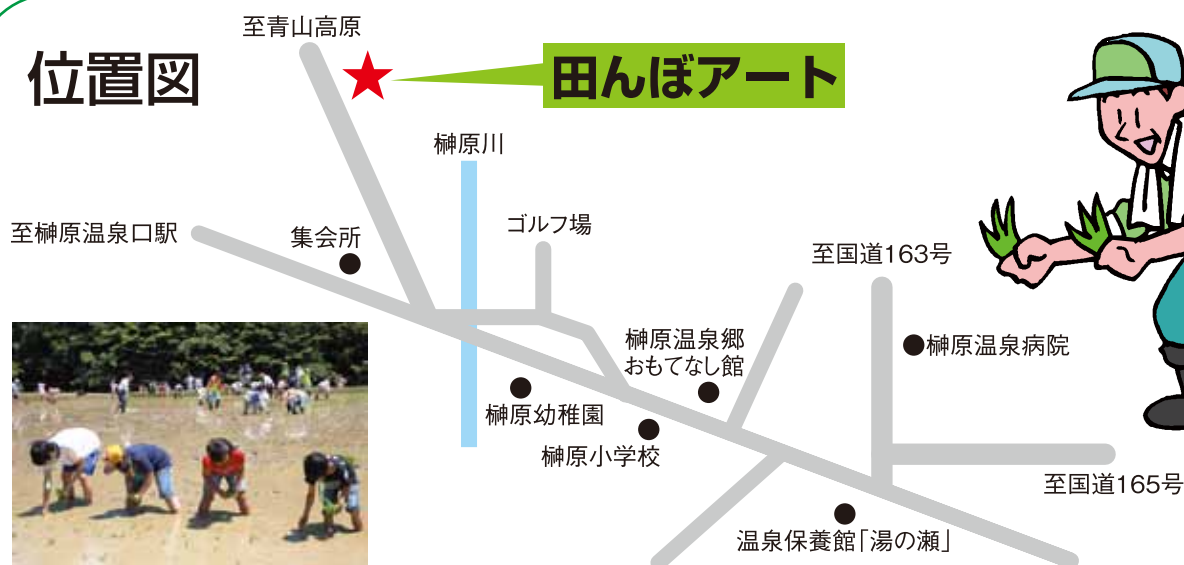 至青山高原
位置図
田んぼアート
榊原川
ゴルフ場
至榊原温泉口駅
集会所
至国道163号
榊原温泉郷
おもてなし館
榊原温泉病院
榊原幼稚園
榊原小学校
至国道165号
温泉保養館「湯の瀬」